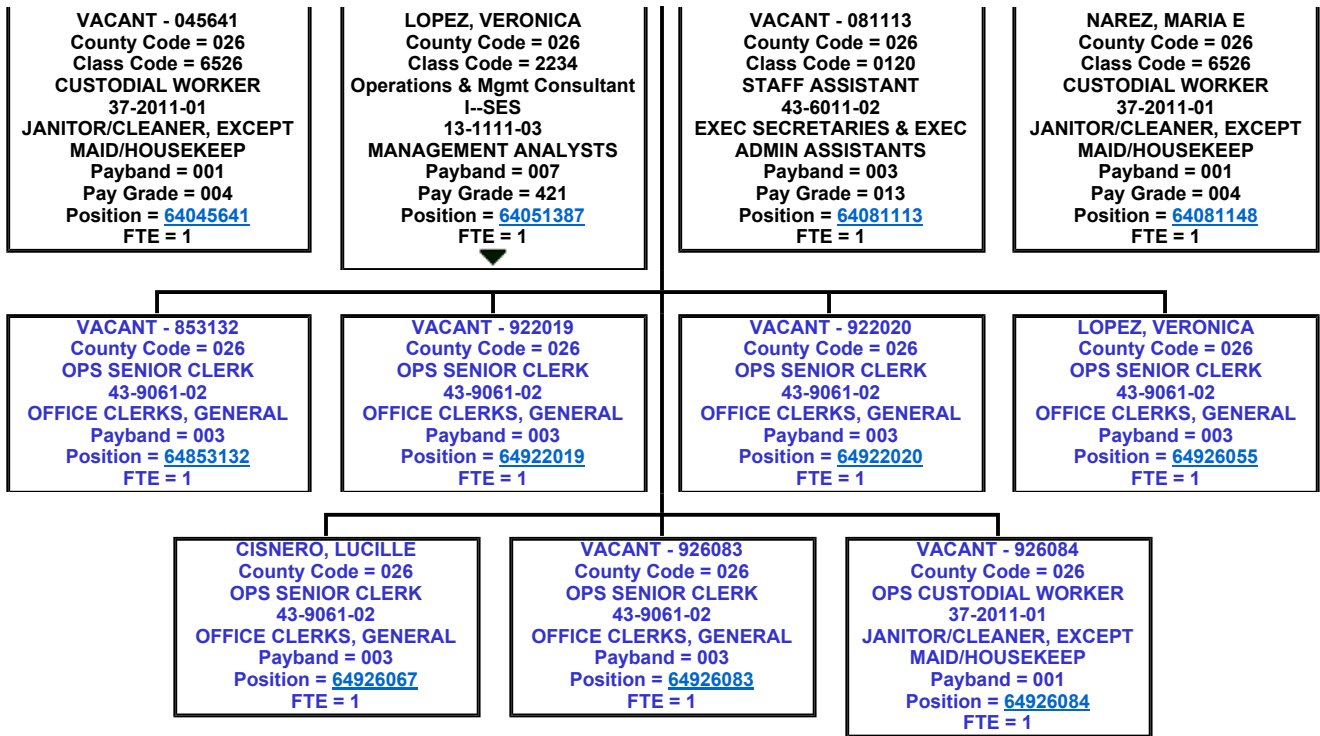 VACANT - 045641
County Code = 026
Class Code = 6526
CUSTODIAL WORKER
37-2011-01
JANITOR/CLEANER, EXCEPT
MAID/HOUSEKEEP
Payband = 001
Pay Grade = 004
Position = 64045641
FTE = 1
LOPEZ, VERONICA
County Code = 026
Class Code = 2234
Operations & Mgmt Consultant
I--SES
13-1111-03
MANAGEMENT ANALYSTS
Payband = 007
Pay Grade = 421
Position = 64051387
FTE = 1
VACANT - 081113
County Code = 026
Class Code = 0120
STAFF ASSISTANT
43-6011-02
EXEC SECRETARIES & EXEC
ADMIN ASSISTANTS
Payband = 003
Pay Grade = 013
Position = 64081113
FTE = 1
NAREZ, MARIA E
County Code = 026
Class Code = 6526
CUSTODIAL WORKER
37-2011-01
JANITOR/CLEANER, EXCEPT
MAID/HOUSEKEEP
Payband = 001
Pay Grade = 004
Position = 64081148
FTE = 1
VACANT - 853132
County Code = 026
OPS SENIOR CLERK
43-9061-02
OFFICE CLERKS, GENERAL
Payband = 003
Position = 64853132
FTE = 1
VACANT - 922019
County Code = 026
OPS SENIOR CLERK
43-9061-02
OFFICE CLERKS, GENERAL
Payband = 003
Position = 64922019
FTE = 1
VACANT - 922020
County Code = 026
OPS SENIOR CLERK
43-9061-02
OFFICE CLERKS, GENERAL
Payband = 003
Position = 64922020
FTE = 1
LOPEZ, VERONICA
County Code = 026
OPS SENIOR CLERK
43-9061-02
OFFICE CLERKS, GENERAL
Payband = 003
Position = 64926055
FTE = 1
CISNERO, LUCILLE
County Code = 026
OPS SENIOR CLERK
43-9061-02
OFFICE CLERKS, GENERAL
Payband = 003
Position = 64926067
FTE = 1
VACANT - 926083
County Code = 026
OPS SENIOR CLERK
43-9061-02
OFFICE CLERKS, GENERAL
Payband = 003
Position = 64926083
FTE = 1
VACANT - 926084
County Code = 026
OPS CUSTODIAL WORKER
37-2011-01
JANITOR/CLEANER, EXCEPT
MAID/HOUSEKEEP
Payband = 001
Position = 64926084
FTE = 1